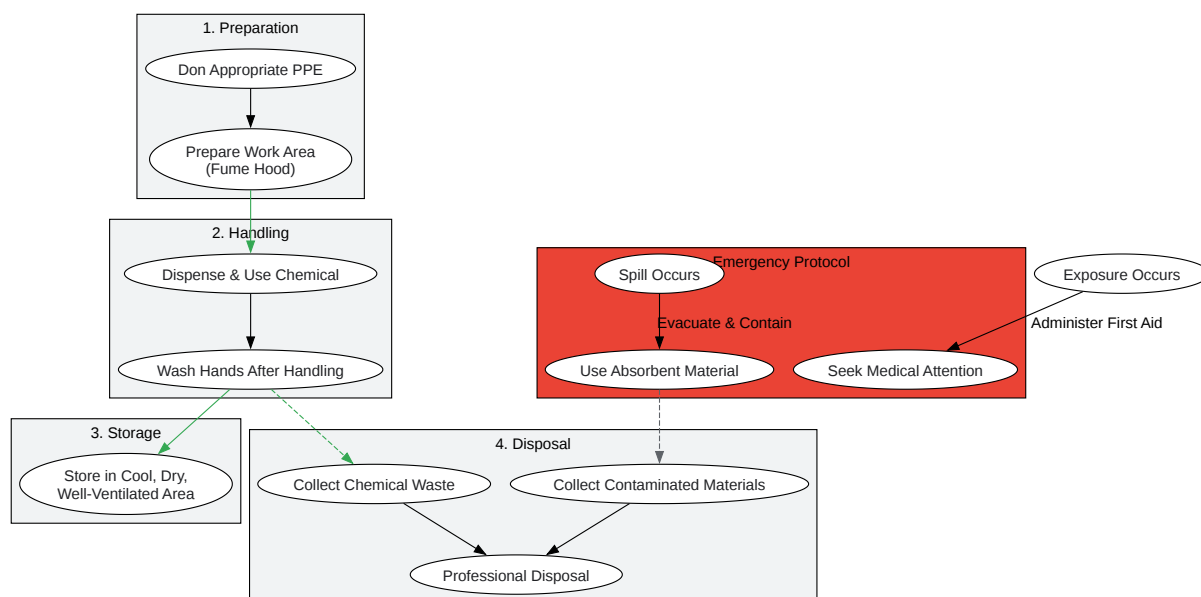 1. Preparation
Don Appropriate PPE
Prepare Work Area
(Fume Hood)
2. Handling
Dispense & Use Chemical
Wash Hands After Handling
Emergency Protocol
Spill Occurs
Exposure Occurs
Evacuate & Contain
Administer First Aid
Use Absorbent Material
Seek Medical Attention
3. Storage
Store in Cool, Dry,
Well-Ventilated Area
4. Disposal
Collect Chemical Waste
Collect Contaminated Materials
Professional Disposal